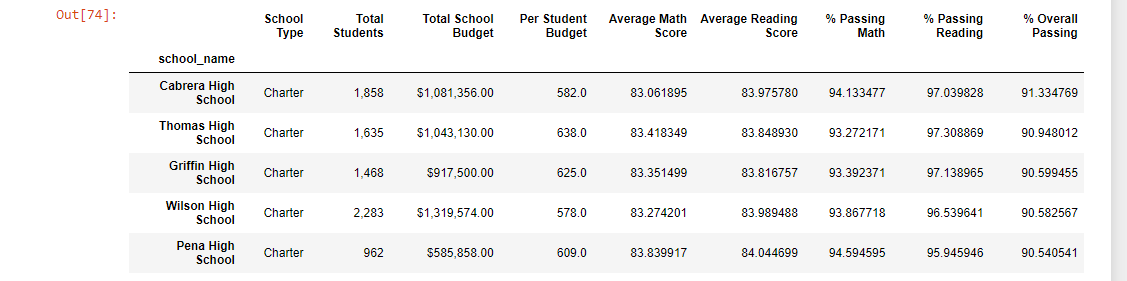 Out[74]:
School Type Total Students Total School Budget Per Student Budget Average Math Score Average Reading Score % Passing Math % Passing Reading % Overall Passing
school_name
Cabrera High School Charter 1,858 $1,081,356.00 582.0 83.061895 83.975780 94.133477 97.039828 91.334769
Thomas High School Charter 1,635 $1,043,130.00 638.0 83.418349 83.848930 93.272171 97.308869 90.948012
Griffin High School Charter 1,468 $917,500.00 625.0 83.351499 83.816757 93.392371 97.138965 90.599455
Wilson High School Charter 2,283 $1,319,574.00 578.0 83.274201 83.989488 93.867718 96.539641 90.582567
Pena High School Charter 962 $585,858.00 609.0 83.839917 84.044699 94.594595 95.945946 90.540541